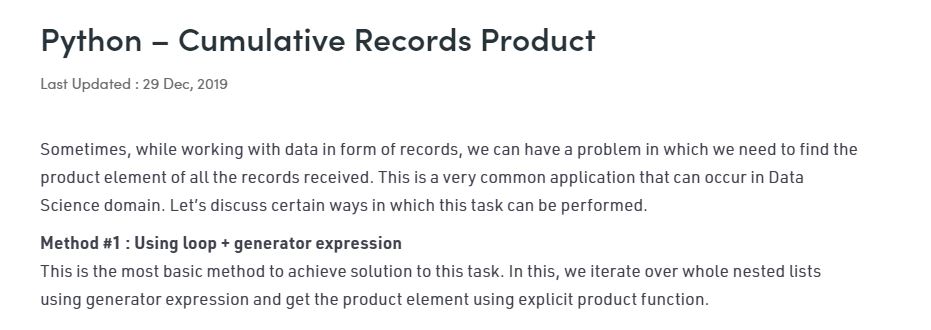 Python – Cumulative Records Product
Last Updated : 29 Dec, 2019
Sometimes, while working with data in form of records, we can have a problem in which we need to find the
product element of all the records received. This is a very common application that can occur in Data
Science domain. Let’s discuss certain ways in which this task can be performed.
Method #1 : Using loop + generator expression
This is the most basic method to achieve solution to this task. In this, we iterate over whole nested lists
using generator expression and get the product element using explicit product function.